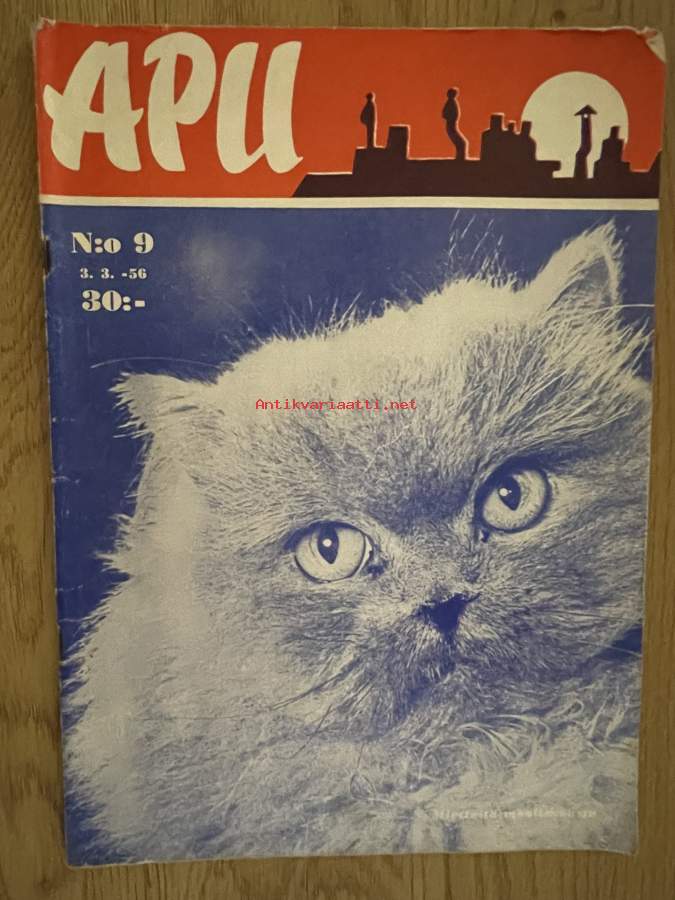 APU
N:o 9
3. 3. -56
30:-
Antikvariaatti.net